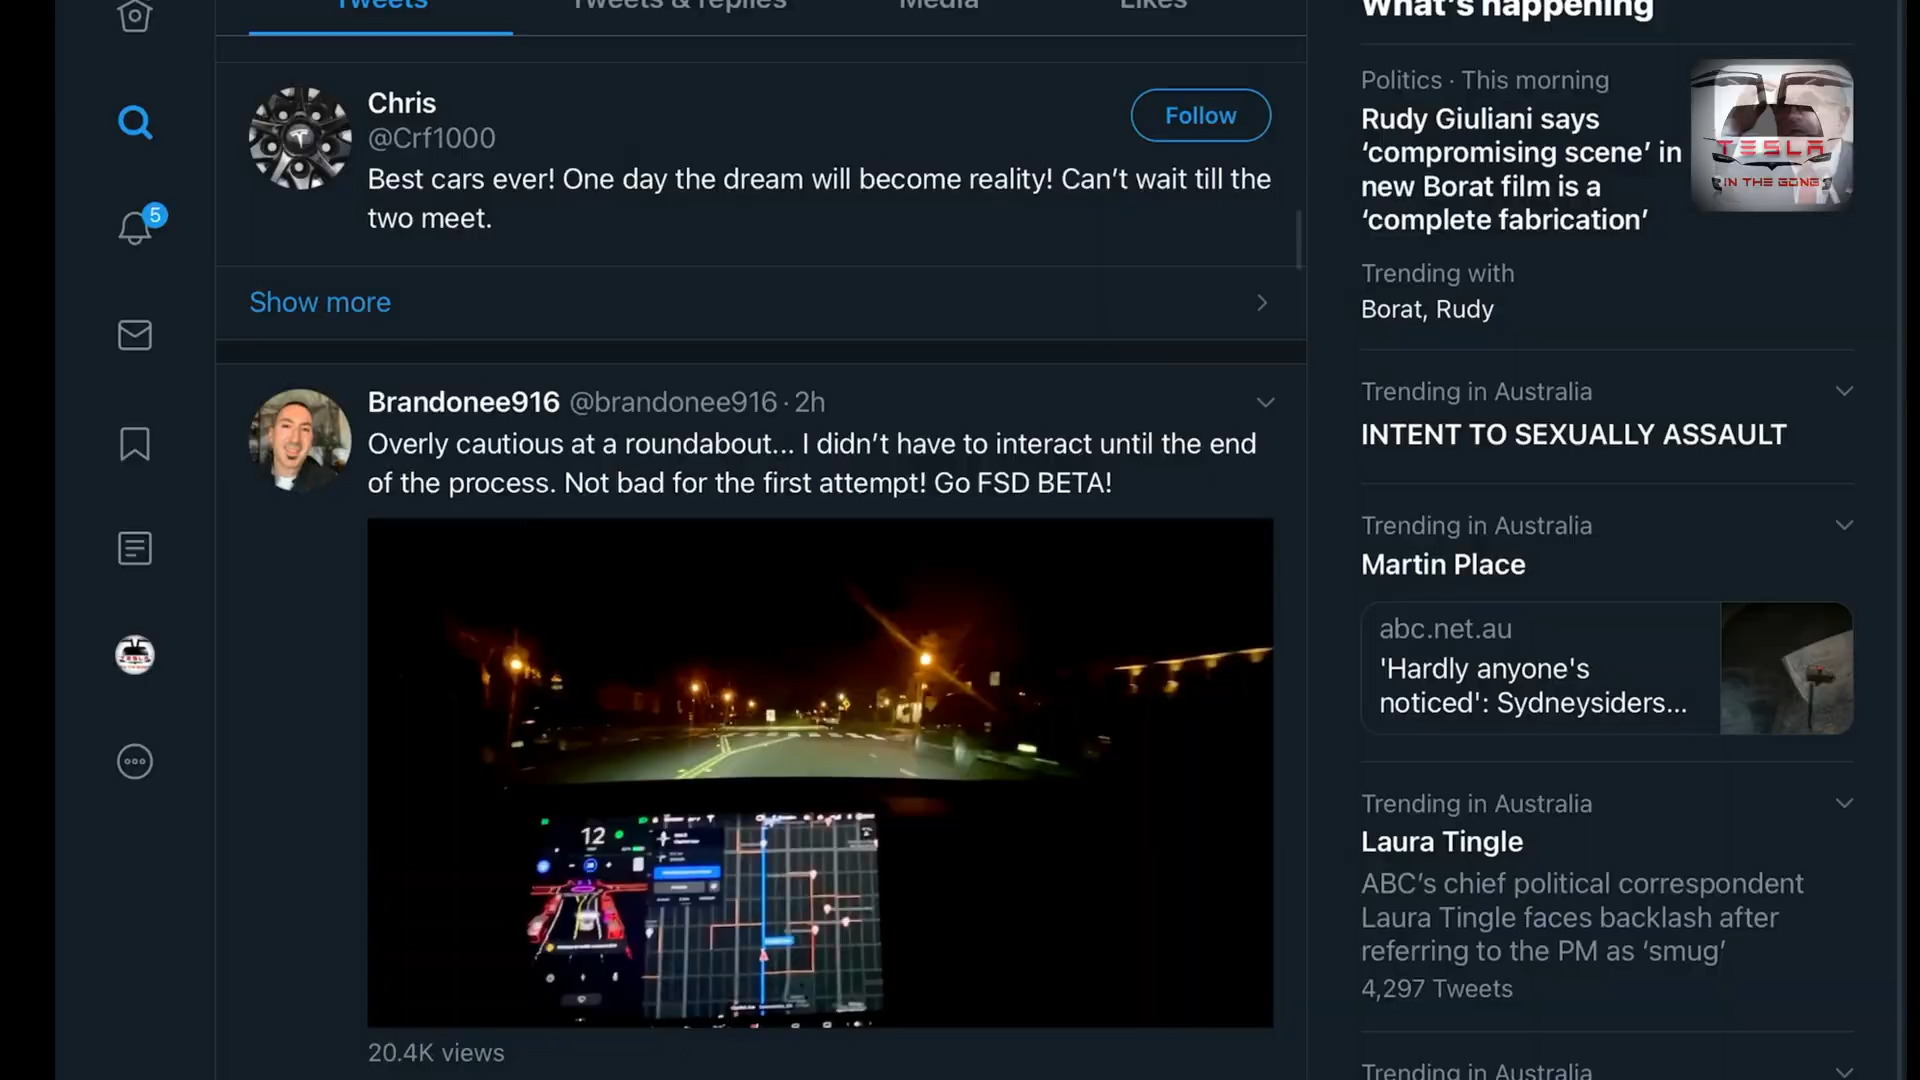 Tweets
Tweets & replies
Media
Likes
Chris
@Crf1000
Follow
Best cars ever! One day the dream will become reality! Can’t wait till the
two meet.
Show more
Brandonee916 @brandonee916 · 2h
Overly cautious at a roundabout... I didn’t have to interact until the end
of the process. Not bad for the first attempt! Go FSD BETA!
12
20.4K views
5
What’s happening
Politics · This morning
Rudy Giuliani says
‘compromising scene’ in
new Borat film is a
‘complete fabrication’
TESLA
IN THE GONG
Trending with
Borat, Rudy
Trending in Australia
INTENT TO SEXUALLY ASSAULT
Trending in Australia
Martin Place
abc.net.au
'Hardly anyone's
noticed': Sydneysiders...
Trending in Australia
Laura Tingle
ABC’s chief political correspondent
Laura Tingle faces backlash after
referring to the PM as ‘smug’
4,297 Tweets
Trending in Australia